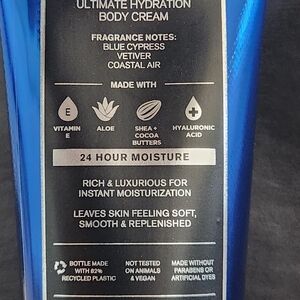 ULTIMATE HYDRATION
BODY CREAM
FRAGRANCE NOTES:
BLUE CYPRESS
VETIVER
COASTAL AIR
MADE WITH
E
VITAMIN
E
ALOE
SHEA +
COCOA
BUTTERS
HYALURONIC
ACID
24 HOUR MOISTURE
RICH & LUXURIOUS FOR
INSTANT MOISTURIZATION
LEAVES SKIN FEELING SOFT,
SMOOTH & REPLENISHED
BOTTLE MADE
WITH 82%
RECYCLED PLASTIC
NOT TESTED
ON ANIMALS
& VEGAN
MADE WITHOUT
PARABENS OR
ARTIFICIAL DYES